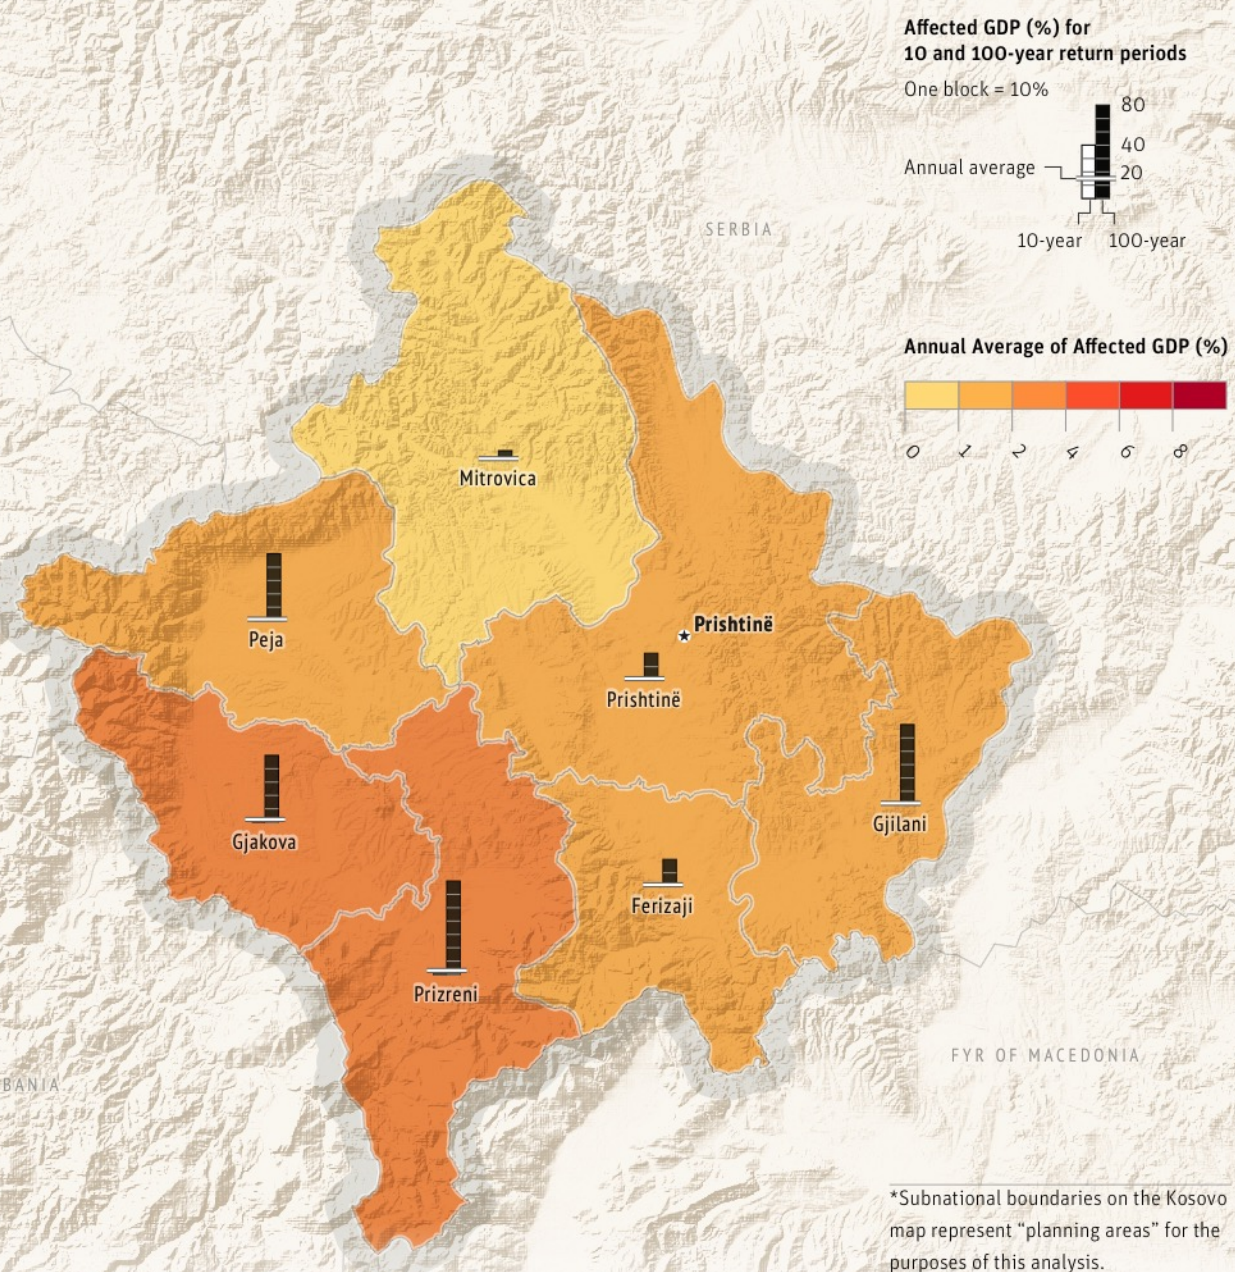 Affected GDP (%) for
10 and 100-year return periods
One block = 10%
80
40
Annual average
20
10-year 100-year
SERBIA
Annual Average of Affected GDP (%)
0 1 2 4 6 8
Mitrovica
Peja
Prishtinë
Prishtinë
Gjilani
Gjakova
Ferizaji
Prizreni
FYR OF MACEDONIA
BANIA
*Subnational boundaries on the Kosovo
map represent “planning areas” for the
purposes of this analysis.